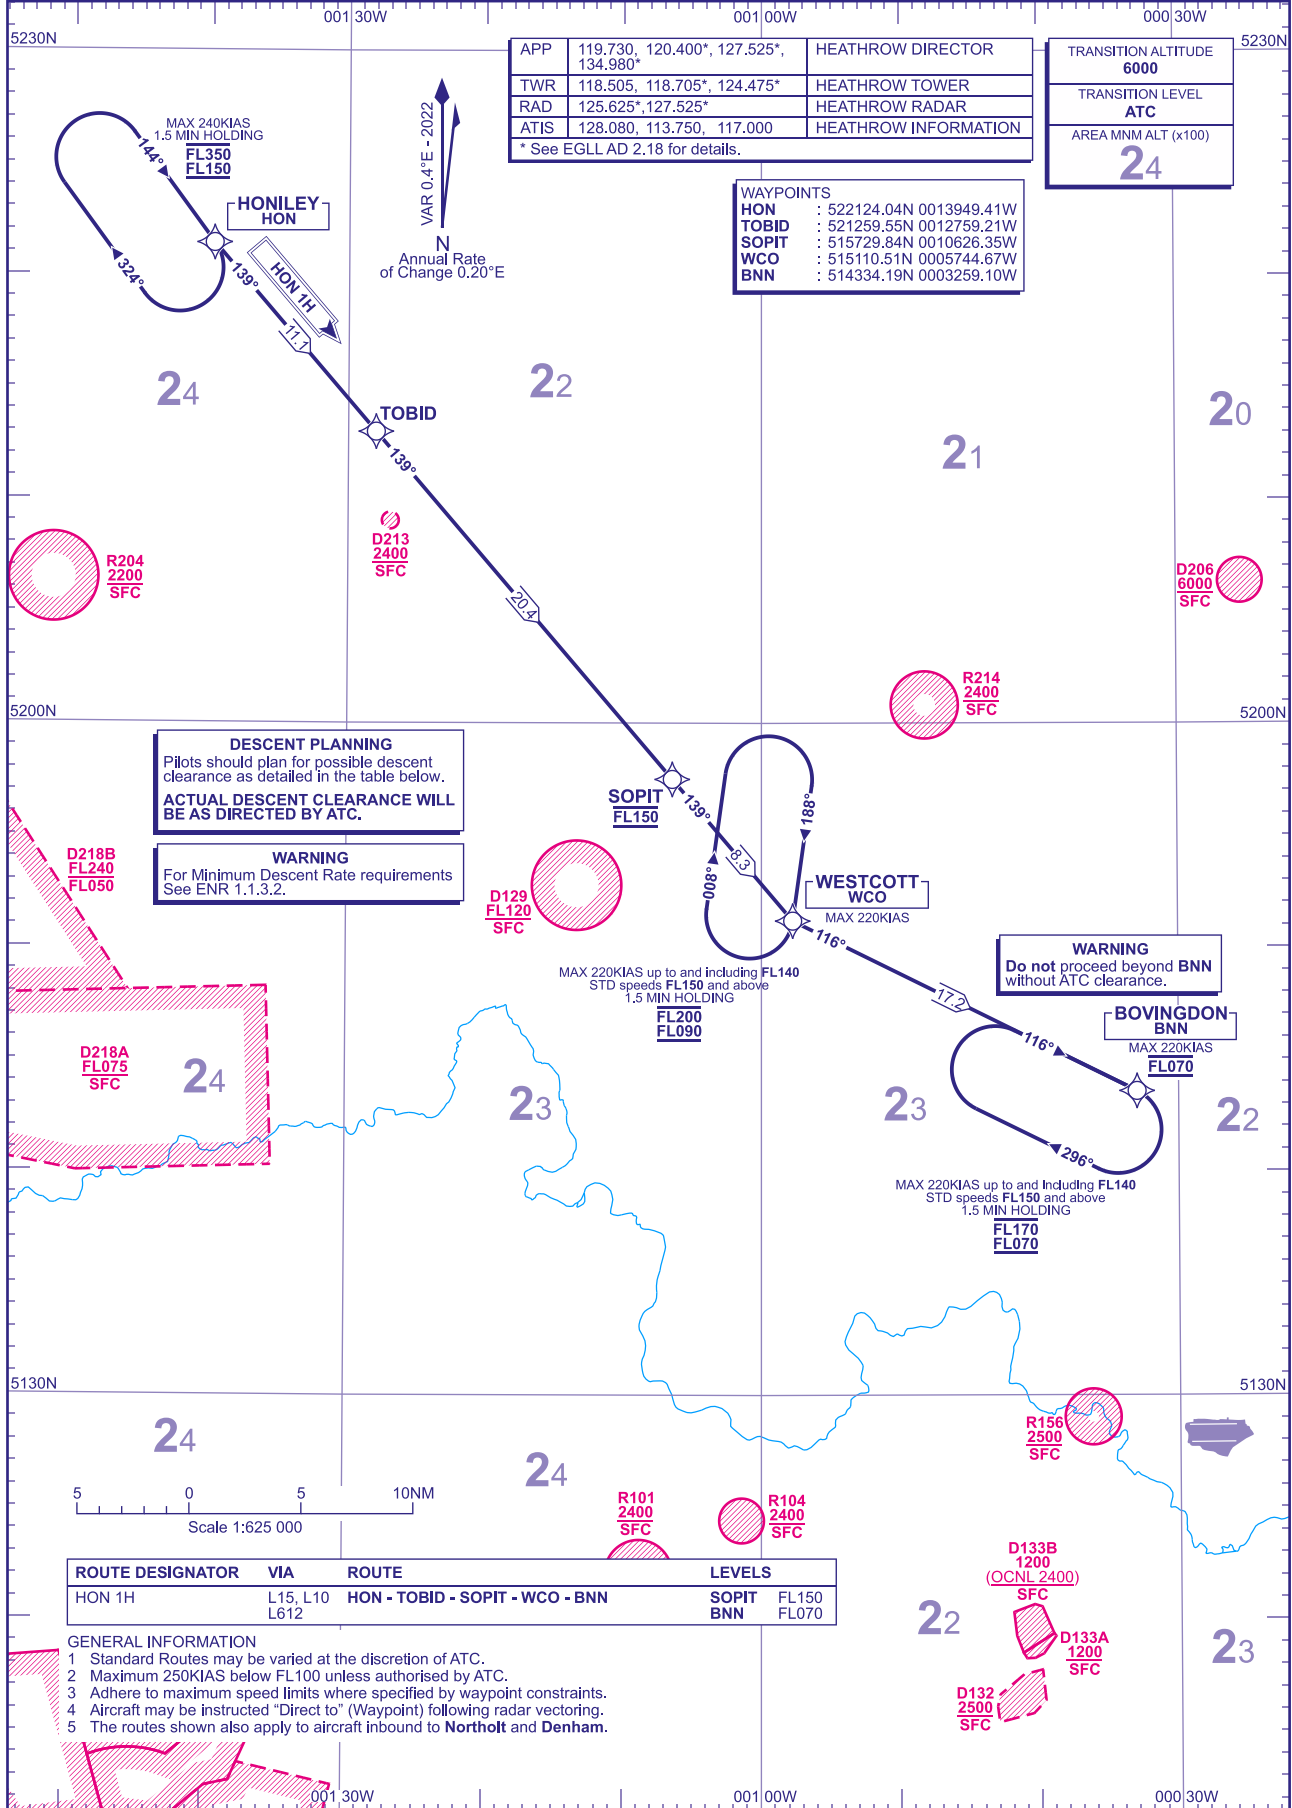 001 30W
001 00W
000 30W
5230N
5230N
APP 119.730, 120.400*, 127.525*, 134.980* HEATHROW DIRECTOR
TWR 118.505, 118.705*, 124.475* HEATHROW TOWER
RAD 125.625*,127.525* HEATHROW RADAR
ATIS 128.080, 113.750, 117.000 HEATHROW INFORMATION
* See EGLL AD 2.18 for details.
TRANSITION ALTITUDE
6000
TRANSITION LEVEL
ATC
AREA MNM ALT (x100)
24
MAX 240KIAS
1.5 MIN HOLDING
FL350
FL150
144°
324°
HONILEY
HON
139°
HON 1H
11.1
VAR 0.4°E - 2022
N
Annual Rate
of Change 0.20°E
WAYPOINTS
HON : 522124.04N 0013949.41W
TOBID : 521259.55N 0012759.21W
SOPIT : 515729.84N 0010626.35W
WCO : 515110.51N 0005744.67W
BNN : 514334.19N 0003259.10W
24
22
20
21
TOBID
139°
D213
2400
SFC
R204
2200
SFC
20.4
D206
6000
SFC
R214
2400
SFC
5200N
5200N
DESCENT PLANNING
Pilots should plan for possible descent
clearance as detailed in the table below.
ACTUAL DESCENT CLEARANCE WILL
BE AS DIRECTED BY ATC.
WARNING
For Minimum Descent Rate requirements
See ENR 1.1.3.2.
SOPIT
FL150
139°
8.3
188°
008°
D218B
FL240
FL050
D129
FL120
SFC
WESTCOTT
WCO
MAX 220KIAS
116°
MAX 220KIAS up to and including FL140
STD speeds FL150 and above
1.5 MIN HOLDING
FL200
FL090
17.2
WARNING
Do not proceed beyond BNN
without ATC clearance.
BOVINGDON
BNN
MAX 220KIAS
FL070
116°
296°
D218A
FL075
SFC
24
23
23
22
MAX 220KIAS up to and including FL140
STD speeds FL150 and above
1.5 MIN HOLDING
FL170
FL070
5130N
5130N
24
24
R156
2500
SFC
5 0 5 10NM
Scale 1:625 000
R101
2400
SFC
R104
2400
SFC
ROUTE DESIGNATOR VIA ROUTE LEVELS
HON 1H L15, L10 HON - TOBID - SOPIT - WCO - BNN SOPIT FL150
L612 BNN FL070
D133B
1200
(OCNL 2400)
SFC
22
D133A
1200
SFC
23
D132
2500
SFC
GENERAL INFORMATION
1 Standard Routes may be varied at the discretion of ATC.
2 Maximum 250KIAS below FL100 unless authorised by ATC.
3 Adhere to maximum speed limits where specified by waypoint constraints.
4 Aircraft may be instructed “Direct to” (Waypoint) following radar vectoring.
5 The routes shown also apply to aircraft inbound to Northolt and Denham.
001 30W
001 00W
000 30W